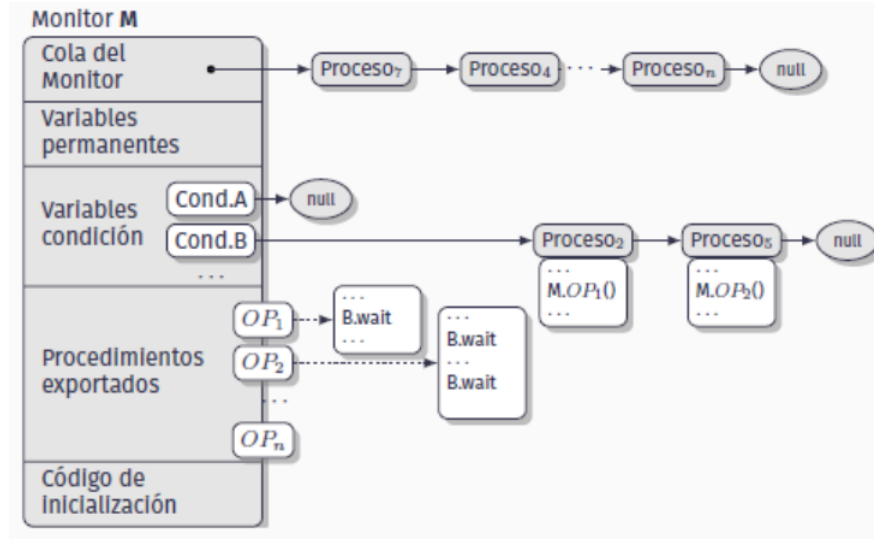 Monitor M
Cola del
Monitor
Proceso₇
Proceso₄
...
Procesoₙ
null
Variables
permanentes
Variables
condición
Cond.A
null
Cond.B
Proceso₂
Proceso₅
null
...
...
M.OP₁()
...
...
M.OP₂()
...
Procedimientos
exportados
OP₁
...
B.wait
...
OP₂
...
B.wait
...
B.wait
...
OPₙ
Código de
inicialización